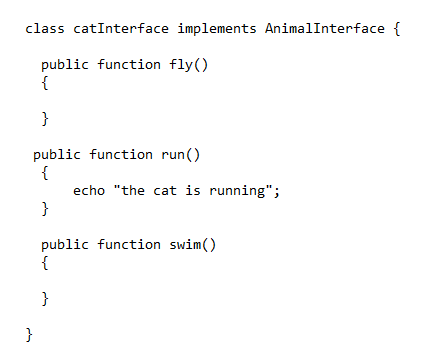 class catInterface implements AnimalInterface {
public function fly()
{
}
public function run()
{
echo "the cat is running";
}
public function swim()
{
}
}